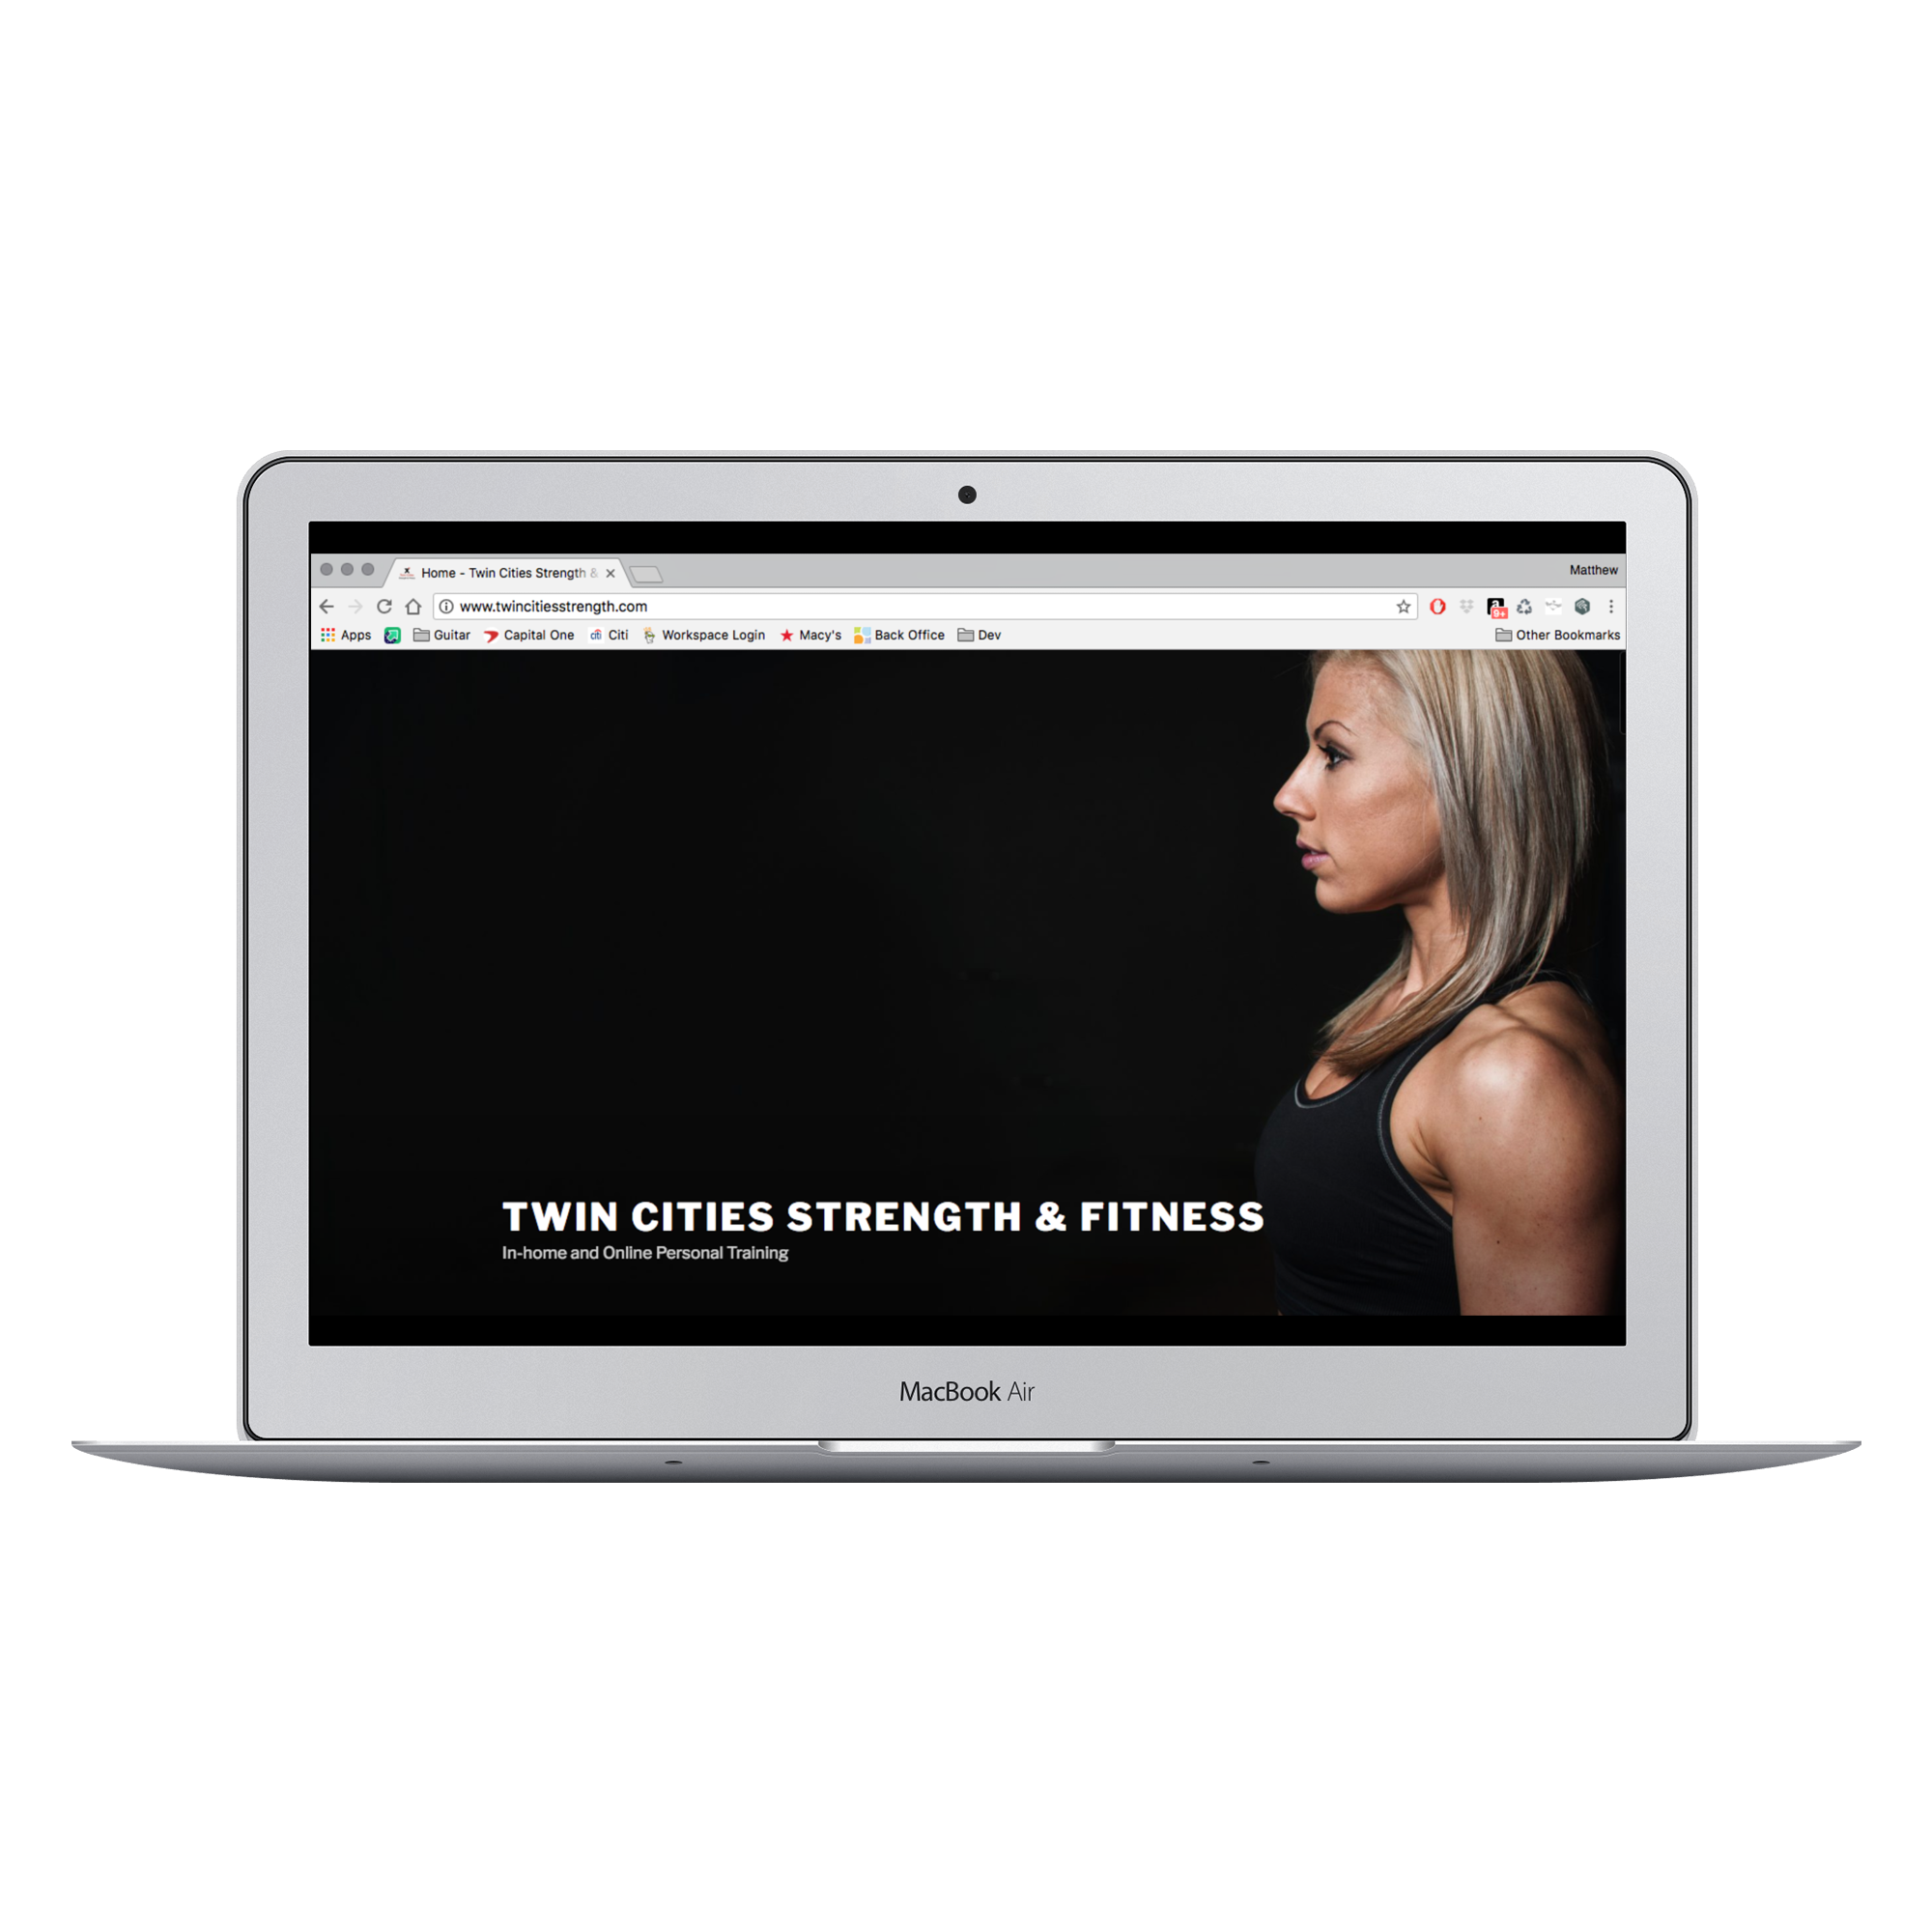 Home - Twin Cities Strength &
Matthew
www.twincitiesstrength.com
Apps Guitar Capital One citi Citi Workspace Login Macy's Back Office Dev Other Bookmarks
TWIN CITIES STRENGTH & FITNESS
In-home and Online Personal Training
MacBook Air